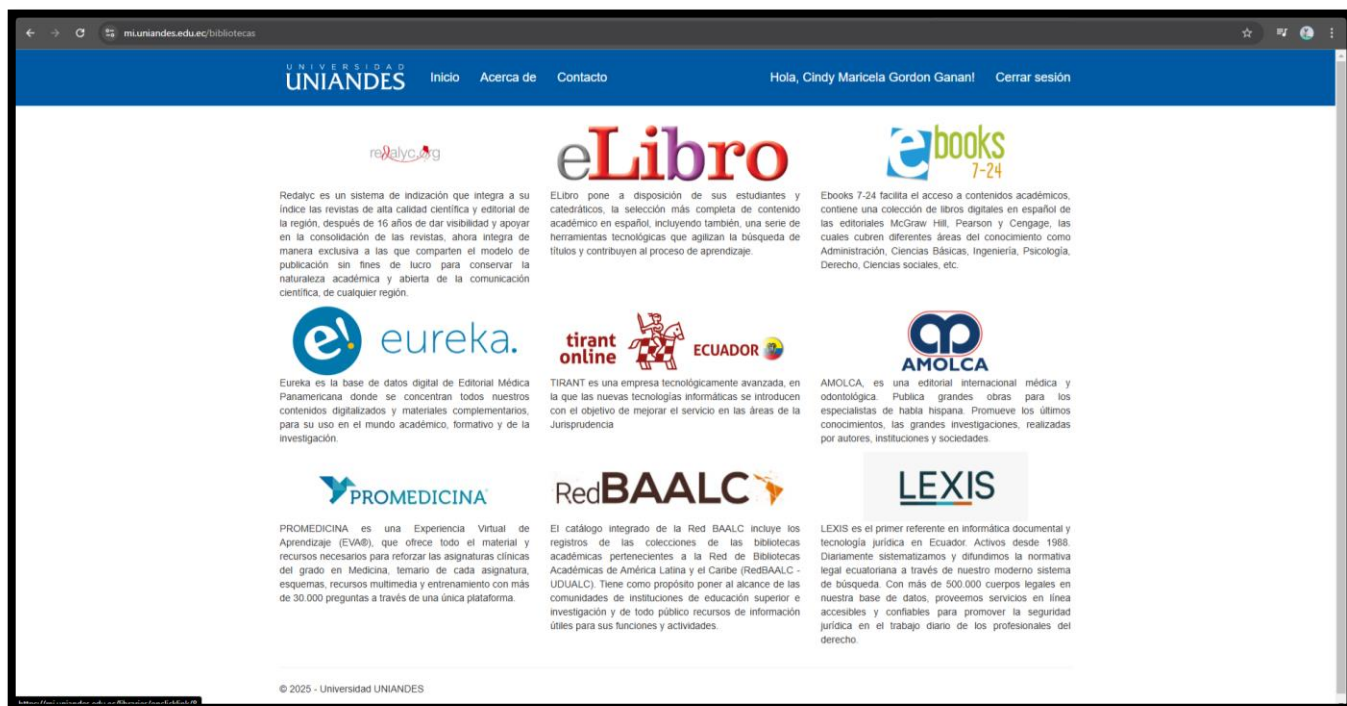 mi.uniandes.edu.ec/bibliotecas
UNIVERSIDAD
UNIANDES
Inicio Acerca de Contacto
Hola, Cindy Maricela Gordon Ganan! Cerrar sesión
redalyc.org
Redalyc es un sistema de indización que integra a su
índice las revistas de alta calidad científica y editorial de
la región, después de 16 años de dar visibilidad y apoyar
en la consolidación de las revistas, ahora integra de
manera exclusiva a las que comparten el modelo de
publicación sin fines de lucro para conservar la
naturaleza académica y abierta de la comunicación
científica, de cualquier región.
eLibro
ELibro pone a disposición de sus estudiantes y
catedráticos, la selección más completa de contenido
académico en español, incluyendo también, una serie de
herramientas tecnológicas que agilizan la búsqueda de
títulos y contribuyen al proceso de aprendizaje.
ebooks
7-24
Ebooks 7-24 facilita el acceso a contenidos académicos,
contiene una colección de libros digitales en español de
las editoriales McGraw Hill, Pearson y Cengage, las
cuales cubren diferentes áreas del conocimiento como
Administración, Ciencias Básicas, Ingeniería, Psicología,
Derecho, Ciencias sociales, etc.
e! eureka.
Eureka es la base de datos digital de Editorial Médica
Panamericana donde se concentran todos nuestros
contenidos digitalizados y materiales complementarios,
para su uso en el mundo académico, formativo y de la
investigación.
tirant
online
ECUADOR
TIRANT es una empresa tecnológicamente avanzada, en
la que las nuevas tecnologías informáticas se introducen
con el objetivo de mejorar el servicio en las áreas de la
Jurisprudencia
AMOLCA
AMOLCA, es una editorial internacional médica y
odontológica. Publica grandes obras para los
especialistas de habla hispana. Promueve los últimos
conocimientos, las grandes investigaciones, realizadas
por autores, instituciones y sociedades.
PROMEDICINA
PROMEDICINA es una Experiencia Virtual de
Aprendizaje (EVA®), que ofrece todo el material y
recursos necesarios para reforzar las asignaturas clínicas
del grado en Medicina, temario de cada asignatura,
esquemas, recursos multimedia y entrenamiento con más
de 30.000 preguntas a través de una única plataforma.
RedBAALC
El catálogo integrado de la Red BAALC incluye los
registros de las colecciones de las bibliotecas
académicas pertenecientes a la Red de Bibliotecas
Académicas de América Latina y el Caribe (RedBAALC -
UDUALC). Tiene como propósito poner al alcance de las
comunidades de instituciones de educación superior e
investigación y de todo público recursos de información
útiles para sus funciones y actividades.
LEXIS
LEXIS es el primer referente en informática documental y
tecnología jurídica en Ecuador. Activos desde 1988.
Diariamente sistematizamos y difundimos la normativa
legal ecuatoriana a través de nuestro moderno sistema
de búsqueda. Con más de 500.000 cuerpos legales en
nuestra base de datos, proveemos servicios en línea
accesibles y confiables para promover la seguridad
jurídica en el trabajo diario de los profesionales del
derecho.
© 2025 - Universidad UNIANDES